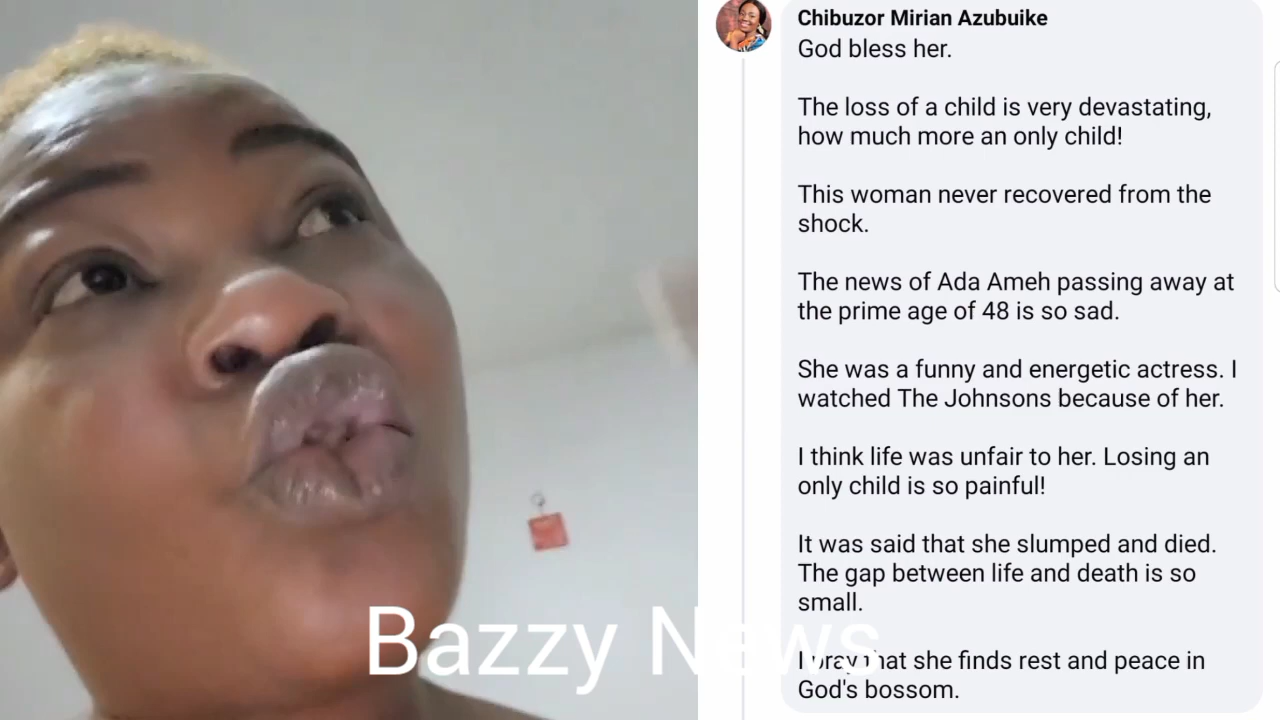 Chibuzor Mirian Azubuike
God bless her.
The loss of a child is very devastating,
how much more an only child!
This woman never recovered from the
shock.
The news of Ada Ameh passing away at
the prime age of 48 is so sad.
She was a funny and energetic actress. I
watched The Johnsons because of her.
I think life was unfair to her. Losing an
only child is so painful!
It was said that she slumped and died.
The gap between life and death is so
small.
I pray that she finds rest and peace in
God's bossom.
Bazzy News